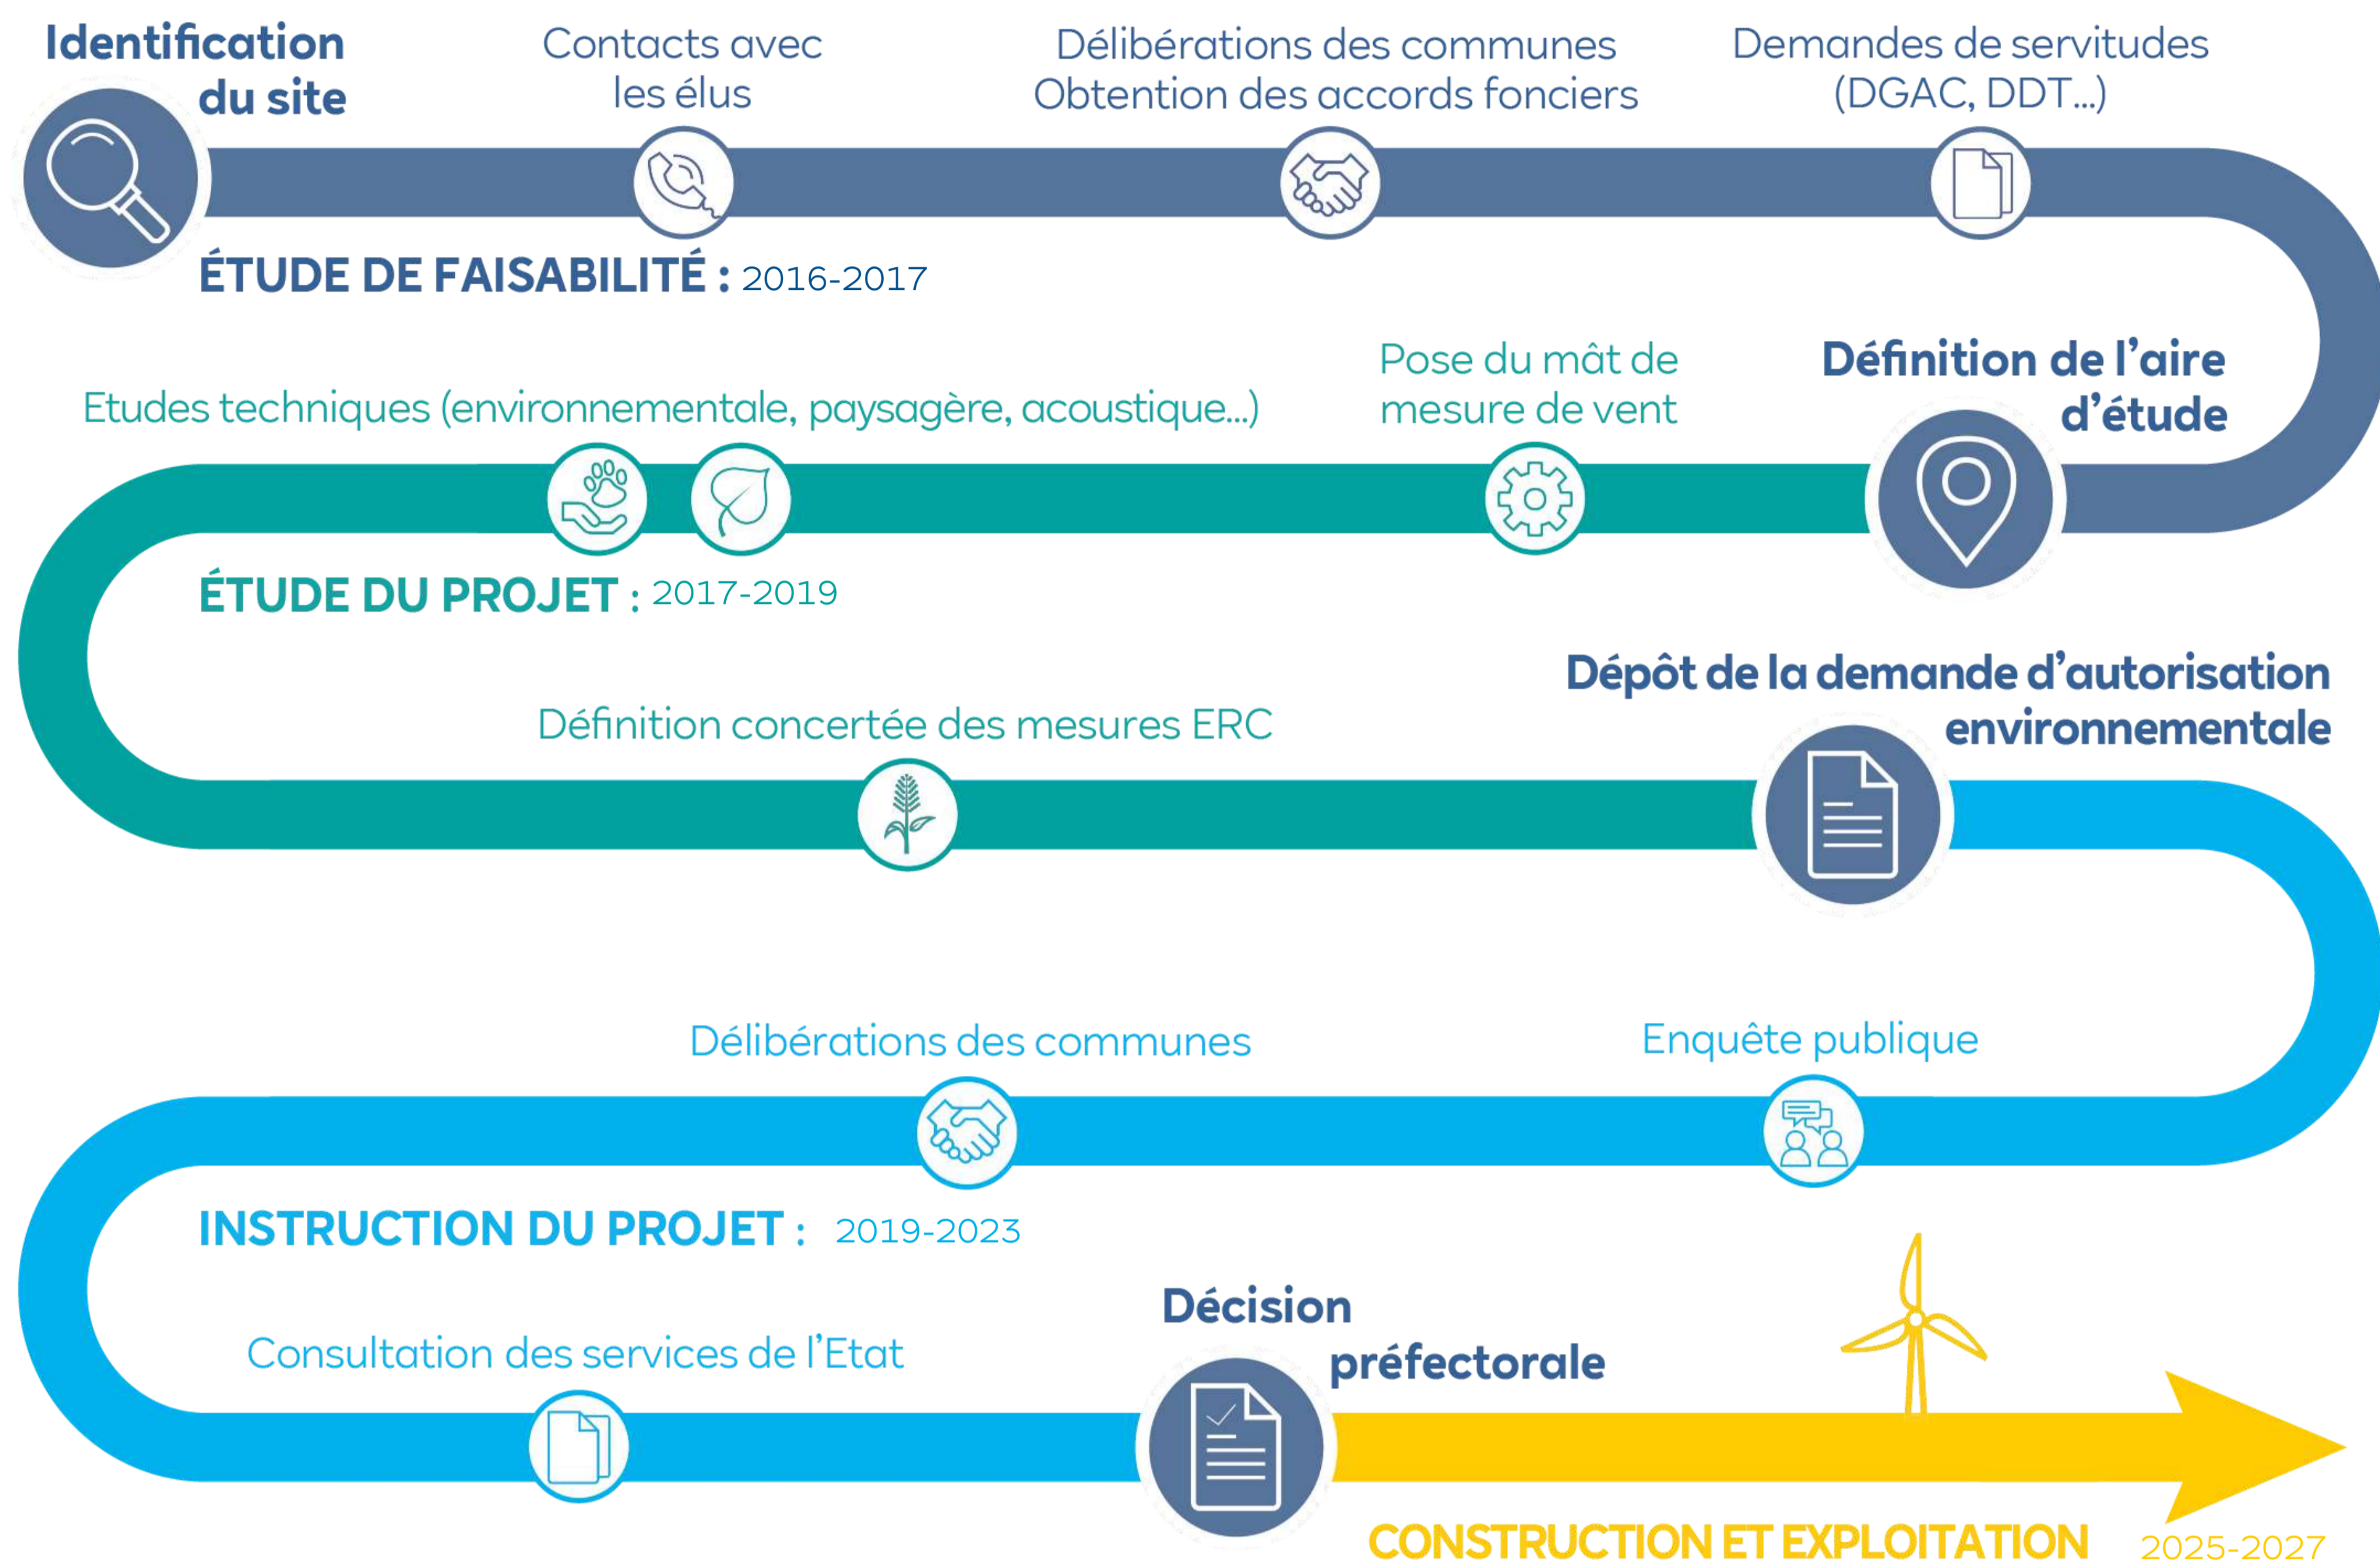 Identification
du site
Contacts avec
les élus
Délibérations des communes
Obtention des accords fonciers
Demandes de servitudes
(DGAC, DDT...)
ÉTUDE DE FAISABILITÉ : 2016-2017
Définition de l'aire
d'étude
Pose du mât de
mesure de vent
Etudes techniques (environnementale, paysagère, acoustique...)
ÉTUDE DU PROJET : 2017-2019
Définition concertée des mesures ERC
Dépôt de la demande d'autorisation
environnementale
Enquête publique
Délibérations des communes
INSTRUCTION DU PROJET : 2019-2023
Consultation des services de l'Etat
Décision
préfectorale
CONSTRUCTION ET EXPLOITATION 2025-2027